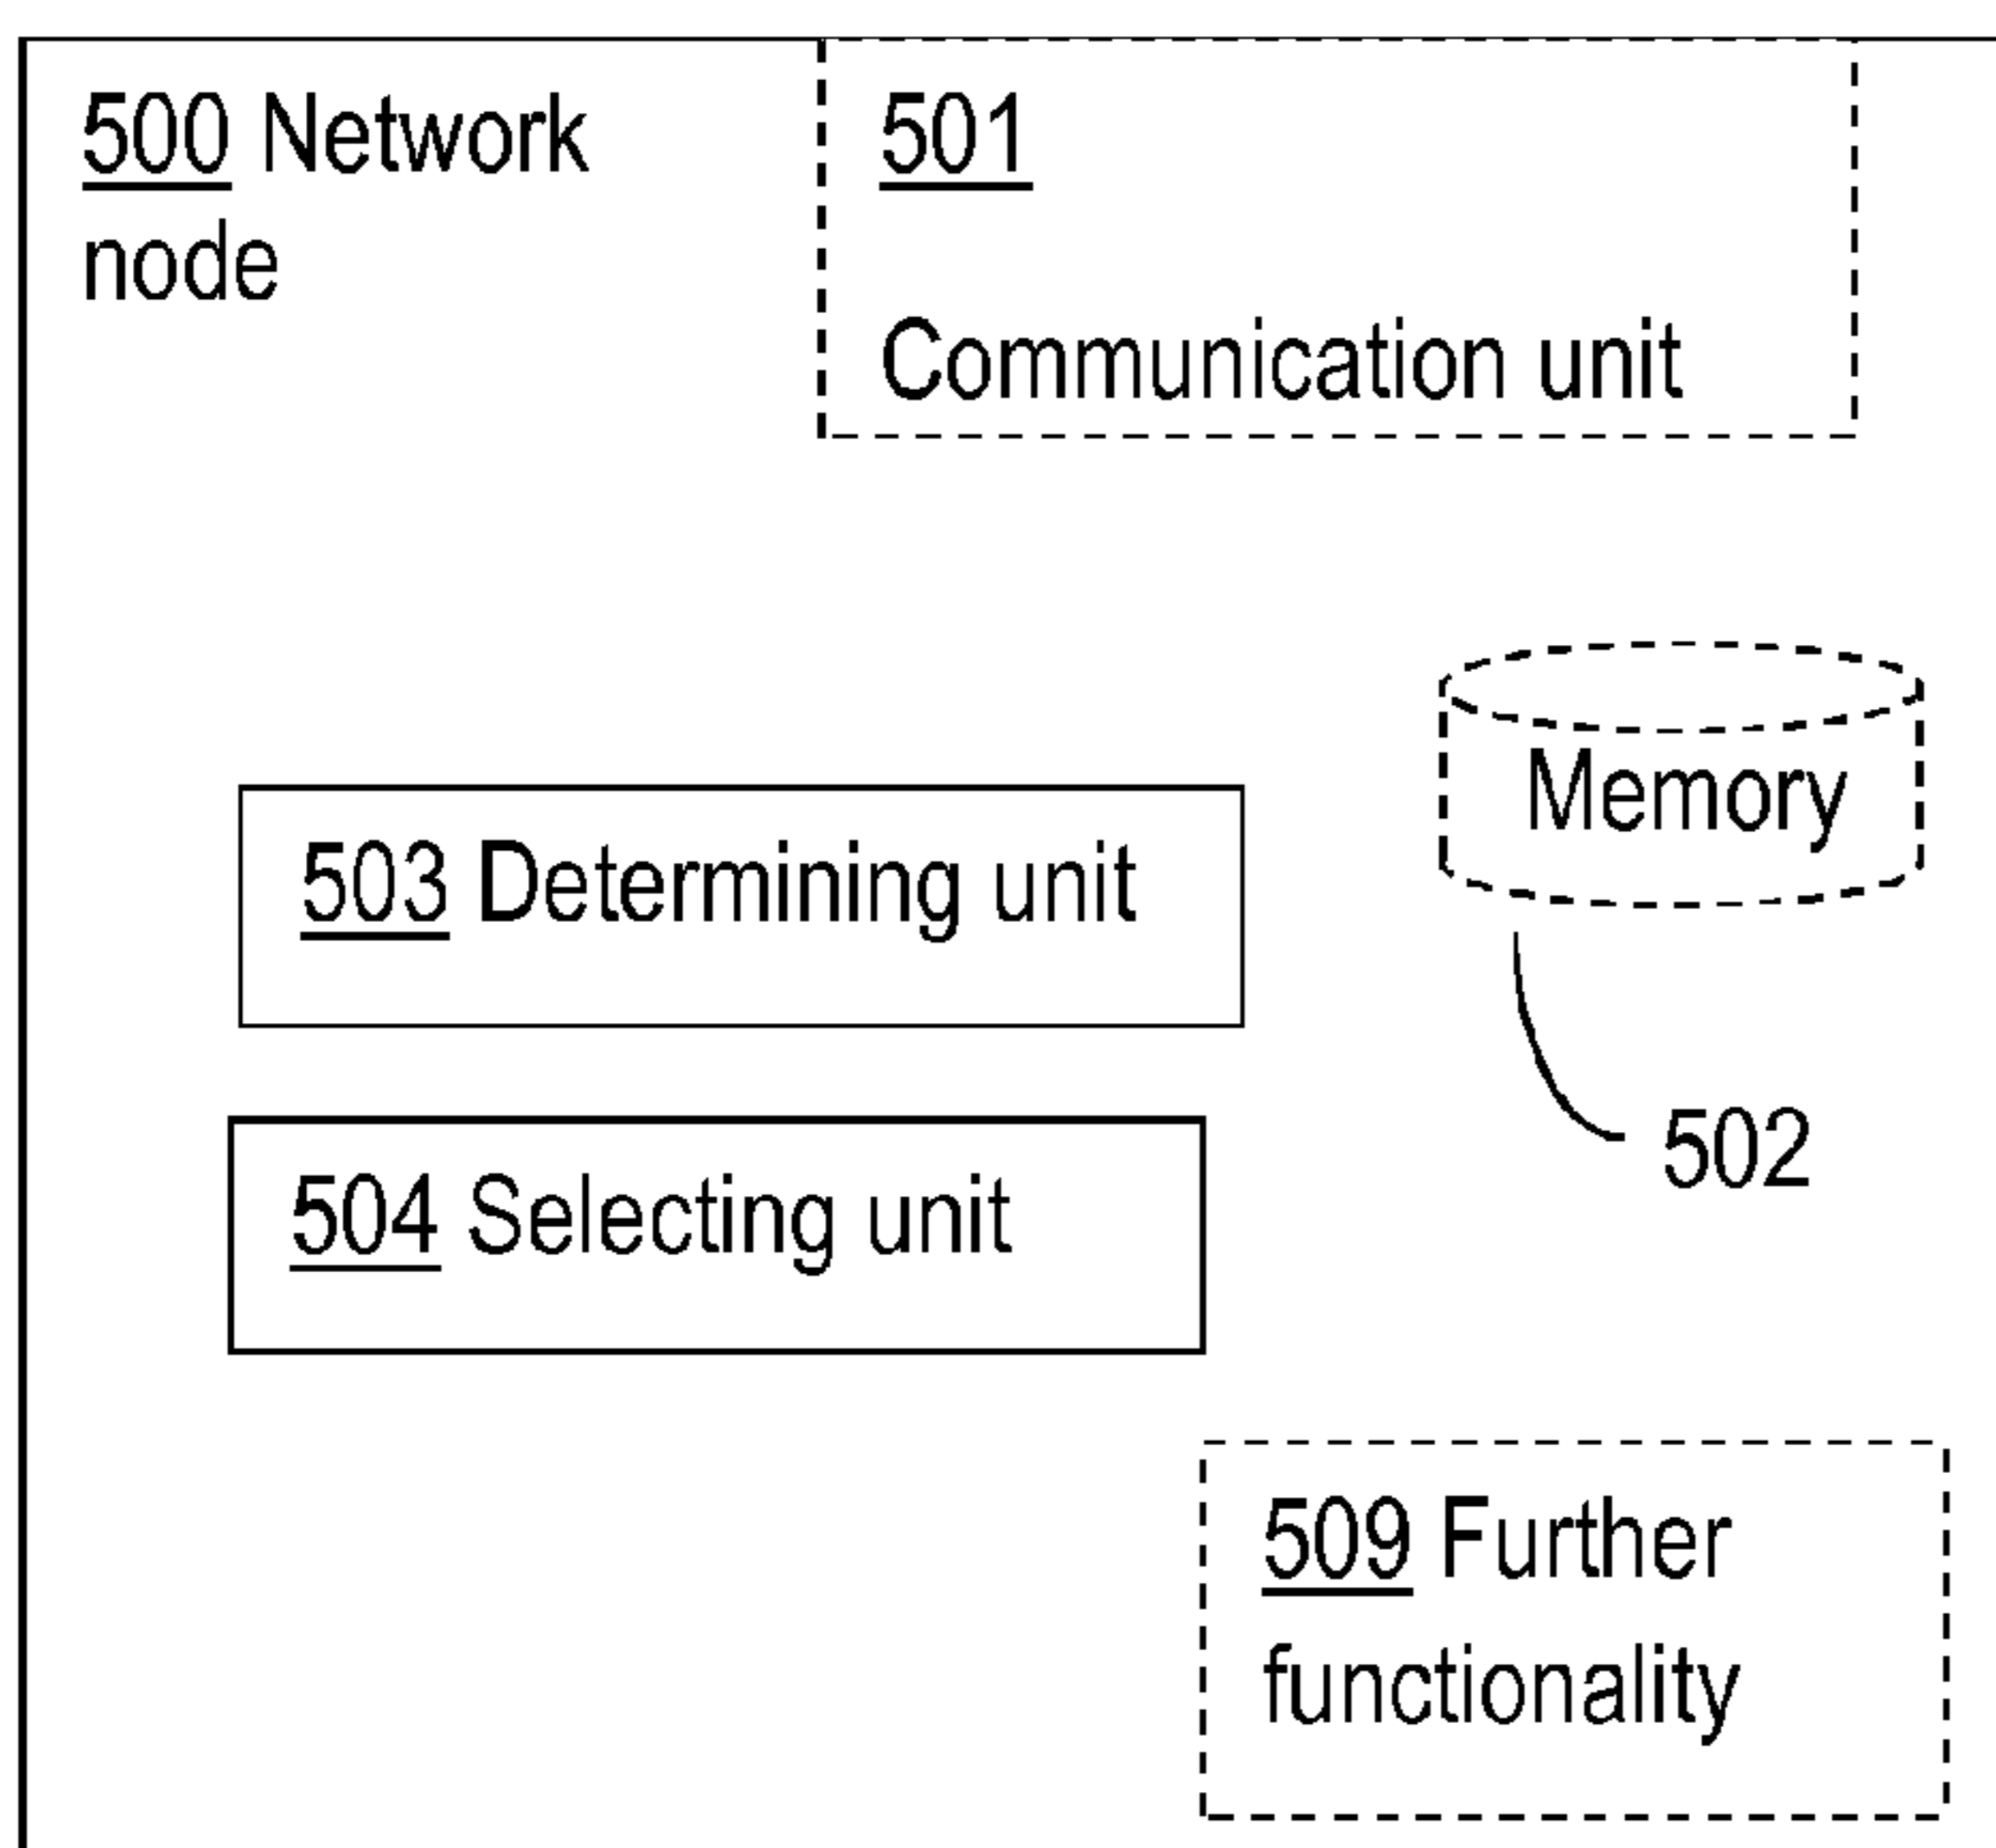 500 Network
node
501
Communication unit
Memory
503 Determining unit
502
504 Selecting unit
509 Further
functionality